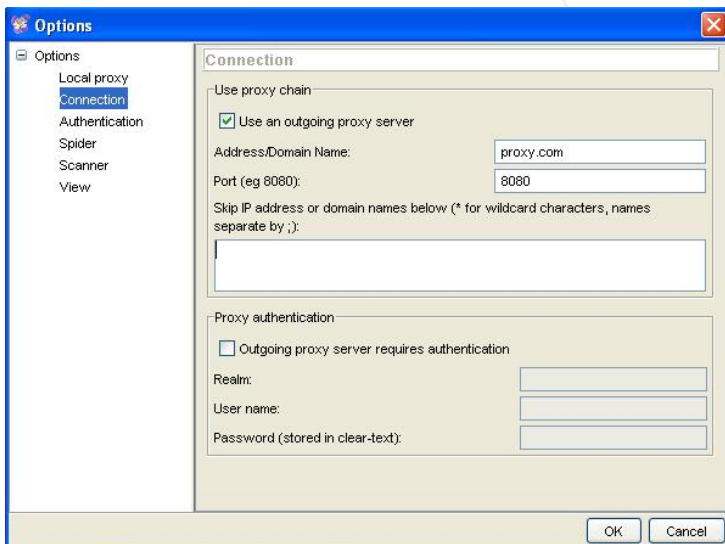 Options
Options
Local proxy
Connection
Authentication
Spider
Scanner
View
Connection
Use proxy chain
Use an outgoing proxy server
Address/Domain Name:
proxy.com
Port (eg 8080):
8080
Skip IP address or domain names below (* for wildcard characters, names
separate by ;):
Proxy authentication
Outgoing proxy server requires authentication
Realm:
User name:
Password (stored in clear-text):
OK
Cancel